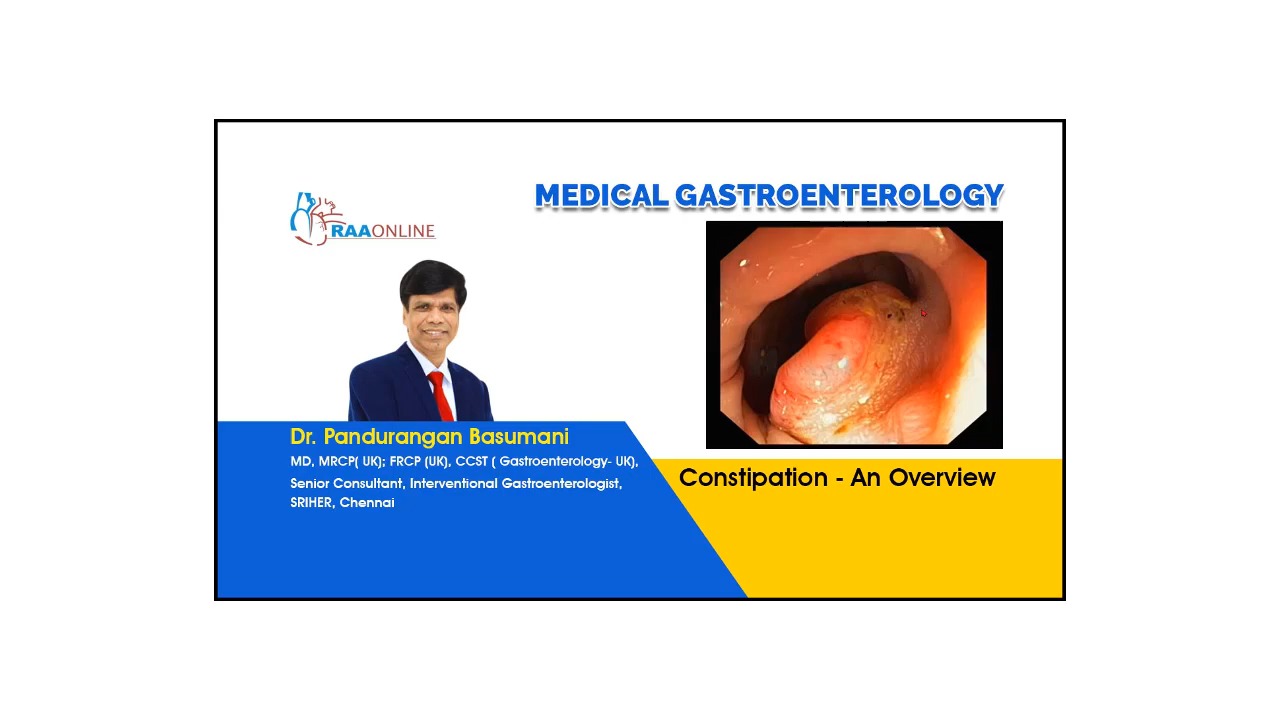 MEDICAL GASTROENTEROLOGY
RAAONLINE
Dr. Pandurangan Basumani
MD, MRCP( UK); FRCP (UK), CCST ( Gastroenterology- UK),
Senior Consultant, Interventional Gastroenterologist,
SRIHER, Chennai
Constipation - An Overview